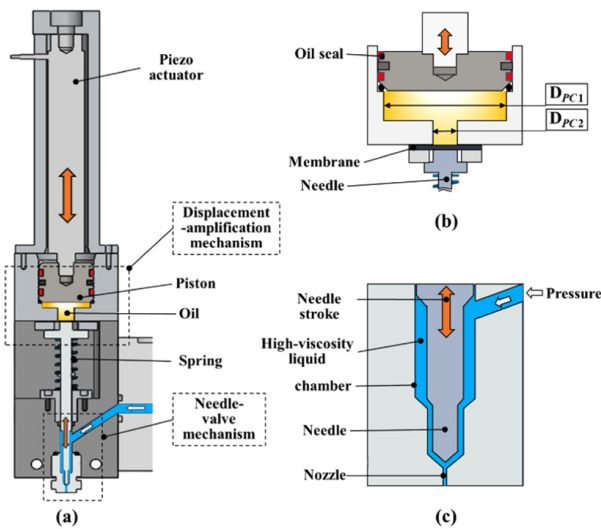 Piezo
actuator
Displacement
-amplification
mechanism
Piston
Oil
Spring
Needle-
valve
mechanism
(a)
Oil seal
D_PC1
D_PC2
Membrane
Needle
(b)
Needle
stroke
Pressure
High-viscosity
liquid
chamber
Needle
Nozzle
(c)